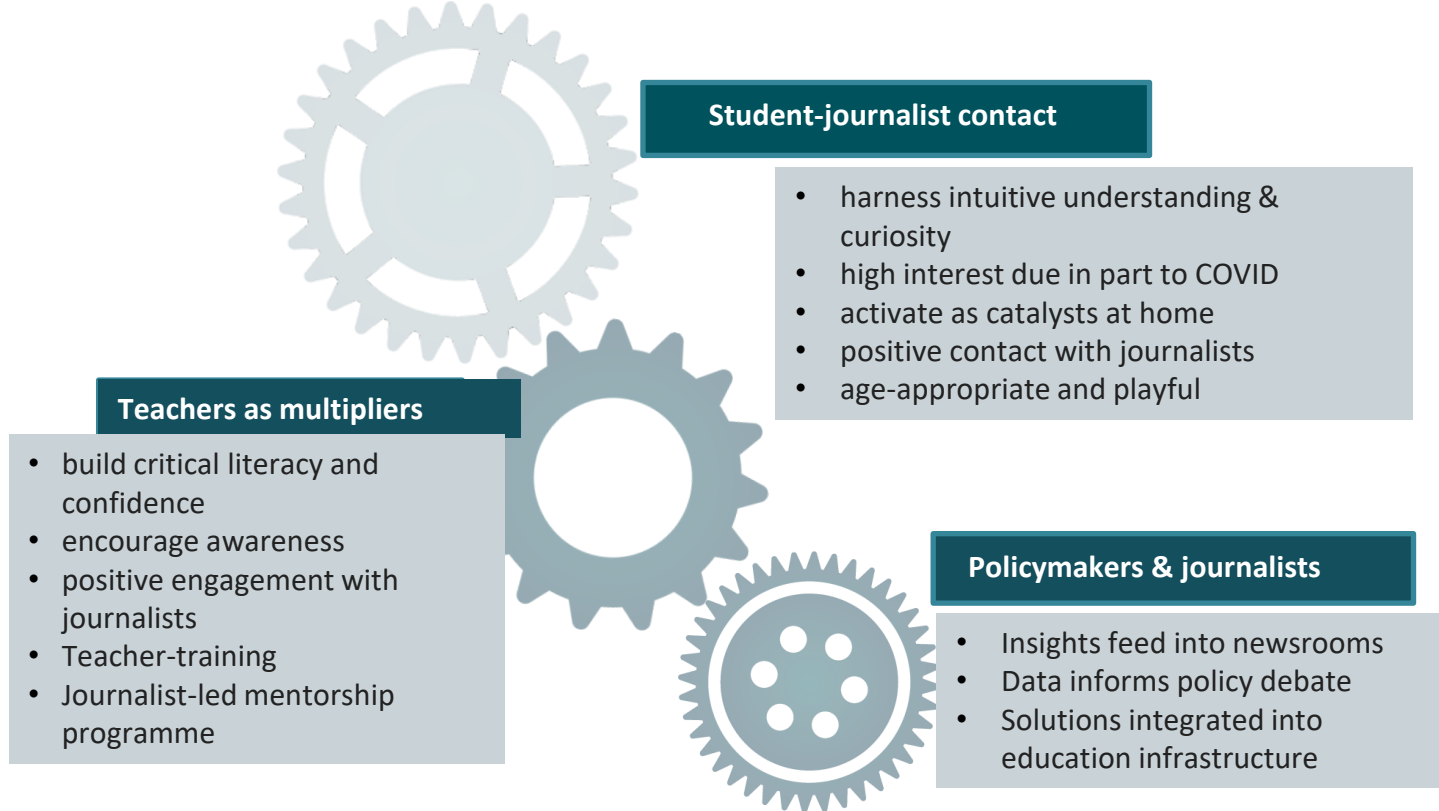 Student-journalist contact
• harness intuitive understanding &
curiosity
• high interest due in part to COVID
• activate as catalysts at home
• positive contact with journalists
• age-appropriate and playful
Teachers as multipliers
• build critical literacy and
confidence
• encourage awareness
• positive engagement with
journalists
• Teacher-training
• Journalist-led mentorship
programme
Policymakers & journalists
• Insights feed into newsrooms
• Data informs policy debate
• Solutions integrated into
education infrastructure